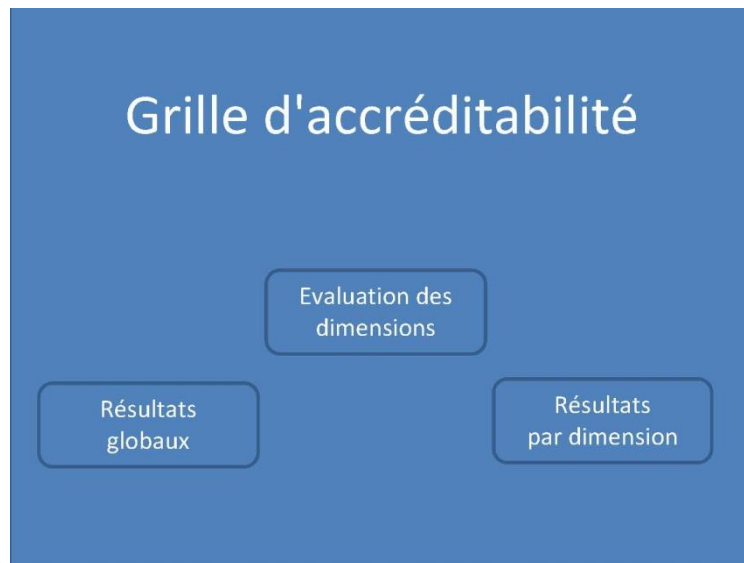 Grille d'accréditabilité
Evaluation des
dimensions
Résultats
globaux
Résultats
par dimension